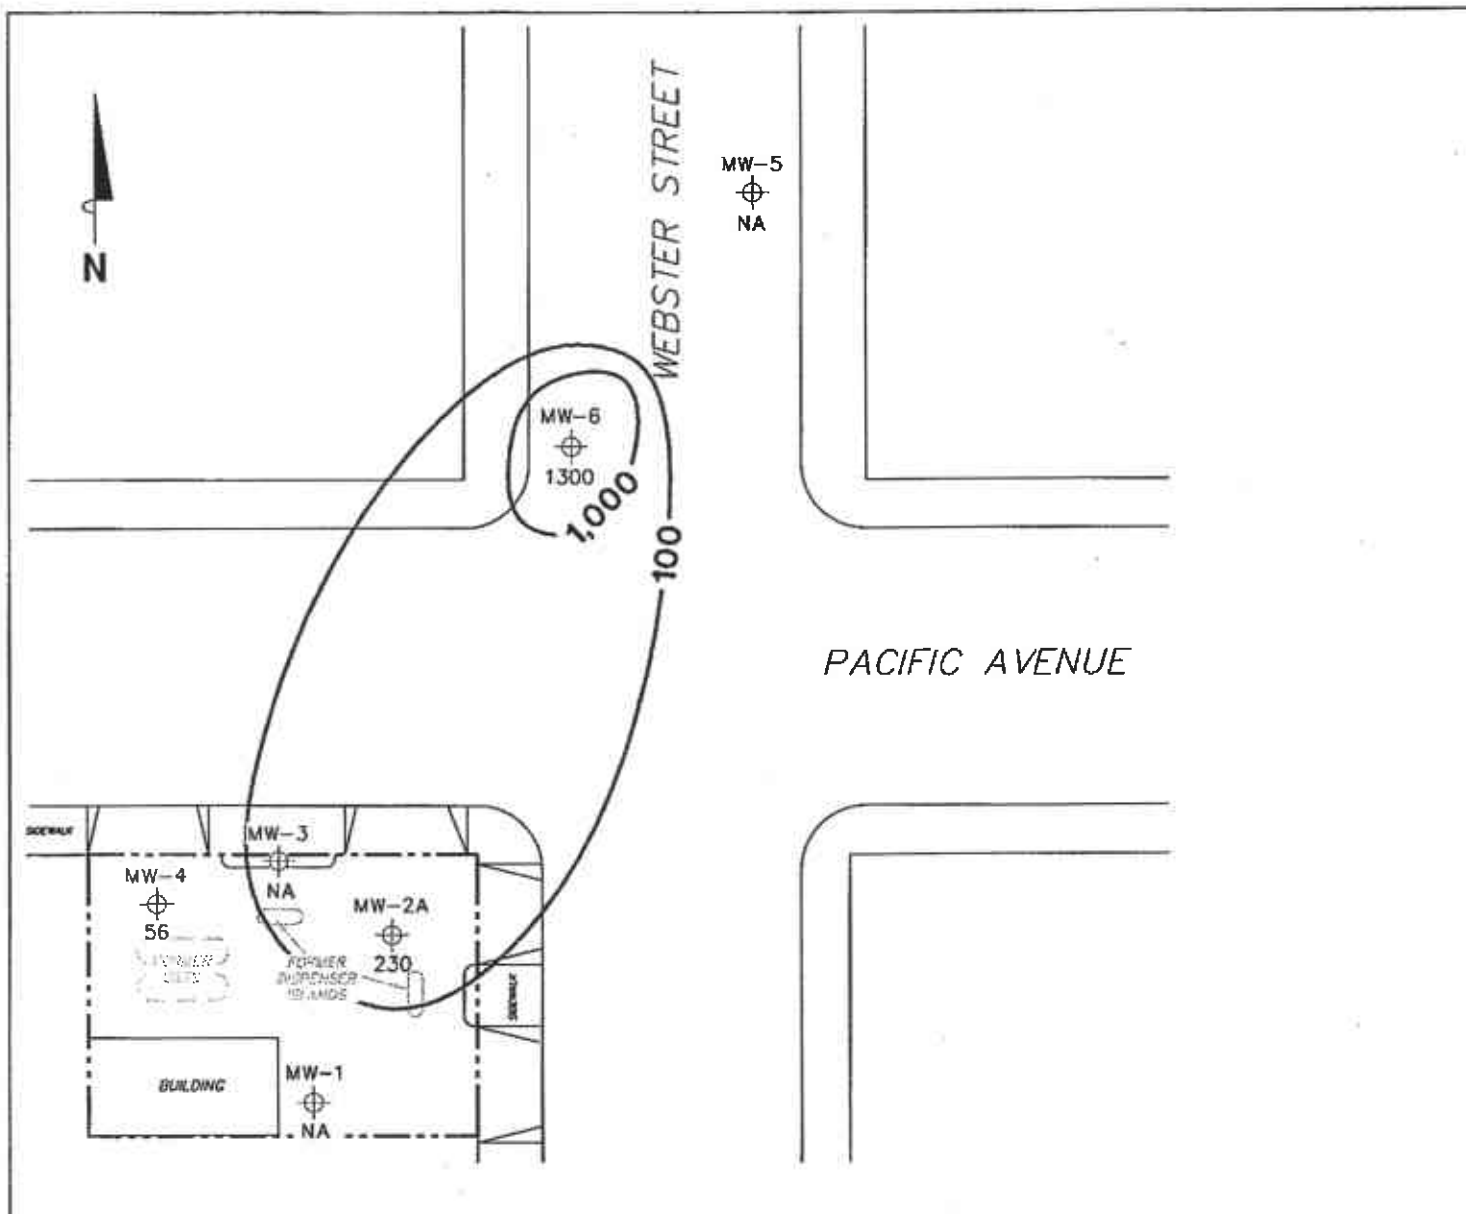 WEBSTER STREET
MW-5
NA
N
MW-6
1300
1,000
100
PACIFIC AVENUE
SIDEWALK
MW-3
NA
MW-4
56
MW-2A
230
FORMER
DISPENSER
ISLANDS
SIDEWALK
BUILDING
MW-1
NA